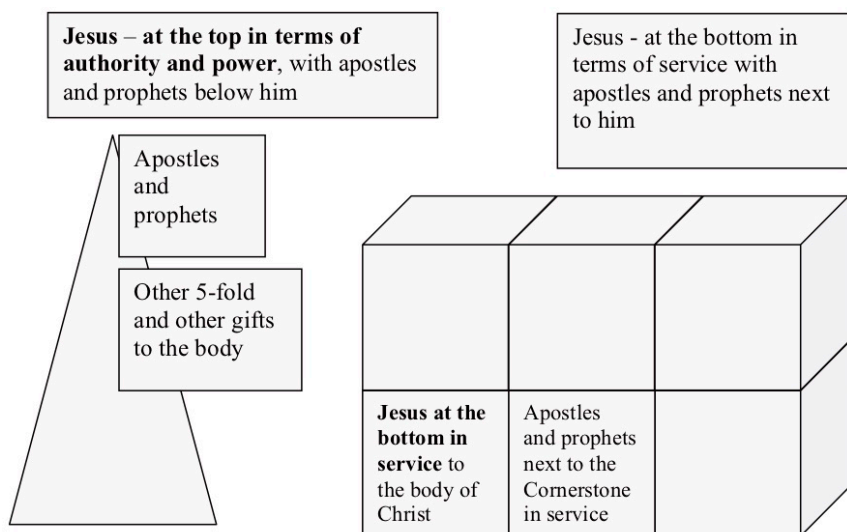 Jesus – at the top in terms of
authority and power, with apostles
and prophets below him
Jesus - at the bottom in
terms of service with
apostles and prophets next
to him
Apostles
and
prophets
Other 5-fold
and other gifts
to the body
Jesus at the
bottom in
service to
the body of
Christ
Apostles
and prophets
next to the
Cornerstone
in service